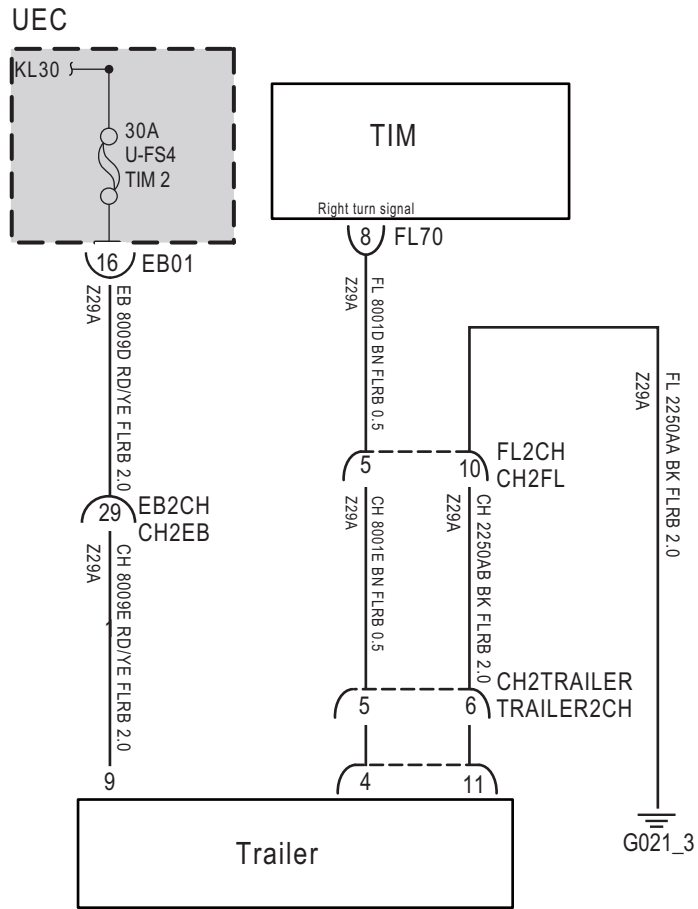 UEC
KL30
30A
U-FS4
TIM 2
16
EB01
Z29A
EB 8009D RD/YE FLRB 2.0
29
EB2CH
CH2EB
Z29A
CH 8009E RD/YE FLRB 2.0
9
TIM
Right turn signal
8
FL70
Z29A
FL 8001D BN FLRB 0.5
5
10
FL2CH
CH2FL
Z29A
CH 8001E BN FLRB 0.5
Z29A
CH 2250AB BK FLRB 2.0
5
6
CH2TRAILER
TRAILER2CH
4
11
Z29A
FL 2250AA BK FLRB 2.0
G021_3
Trailer